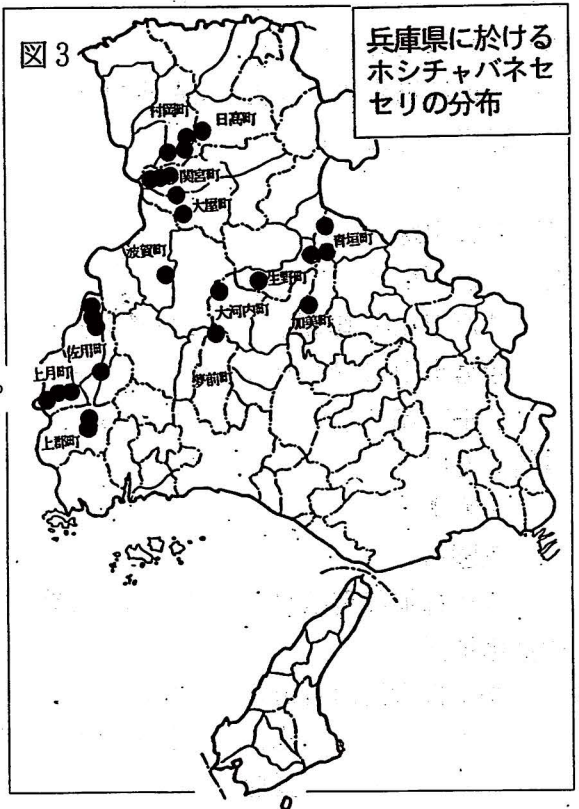 図3
兵庫県に於ける
ホシチャバネセ
セリの分布
村岡町
日高町
関宮町
大屋町
青垣町
波賀町
生野町
大河内町
加美町
佐用町
上月町
夢前町
上郡町